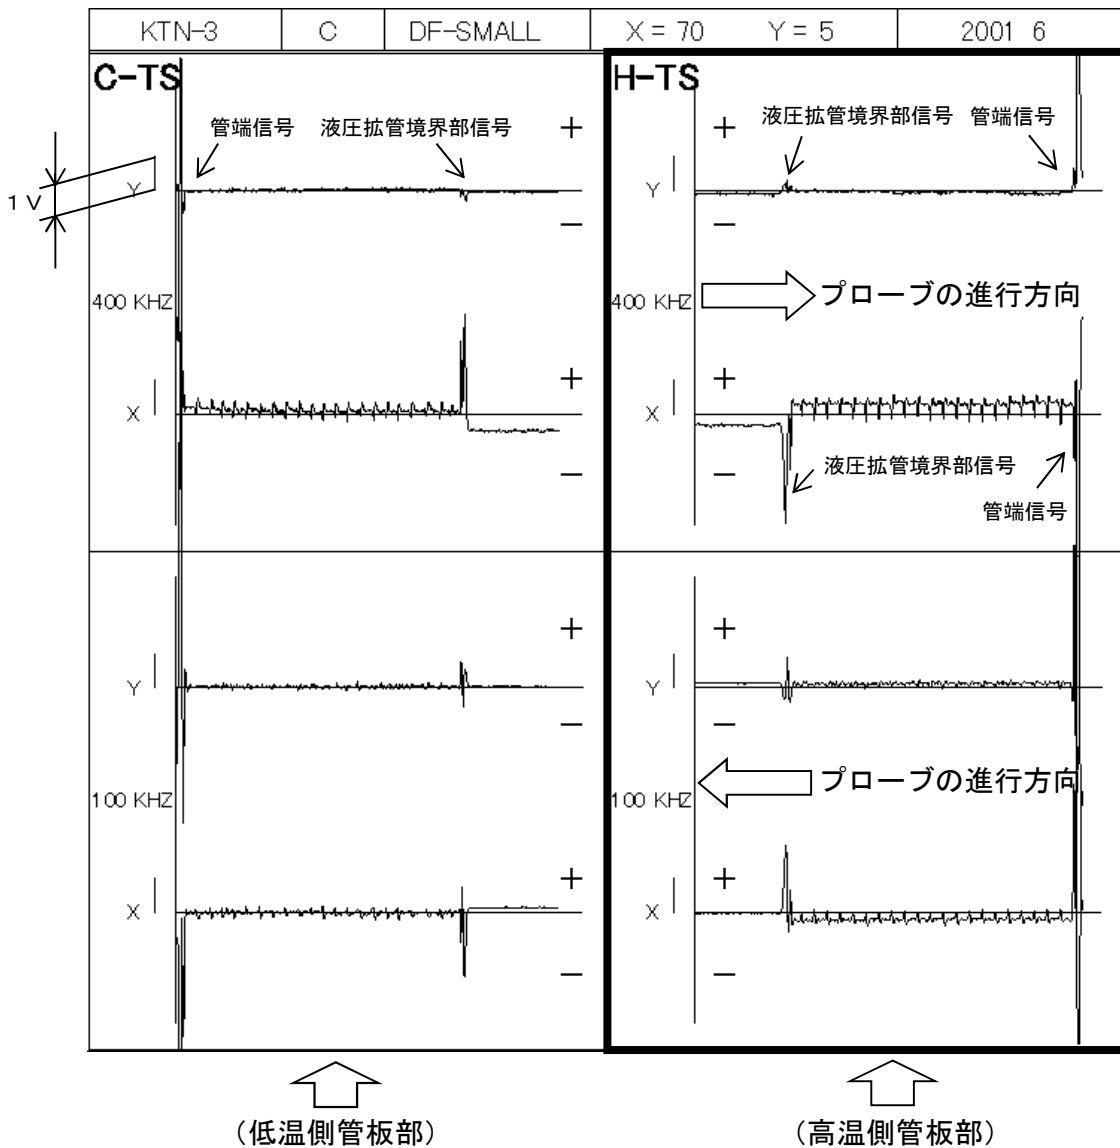 KTN-3 C DF-SMALL X = 70 Y = 5 2001 6
C-TS
管端信号 液圧拡管境界部信号 +
Y
1 V
−
400 KHZ
+
X
−
+
Y
−
100 KHZ
+
X
−
(低温側管板部)
H-TS
+ 液圧拡管境界部信号 管端信号
Y
−
400 KHZ プローブの進行方向
+
X
液圧拡管境界部信号
−
管端信号
+
Y
−
プローブの進行方向
100 KHZ
+
X
−
(高温側管板部)